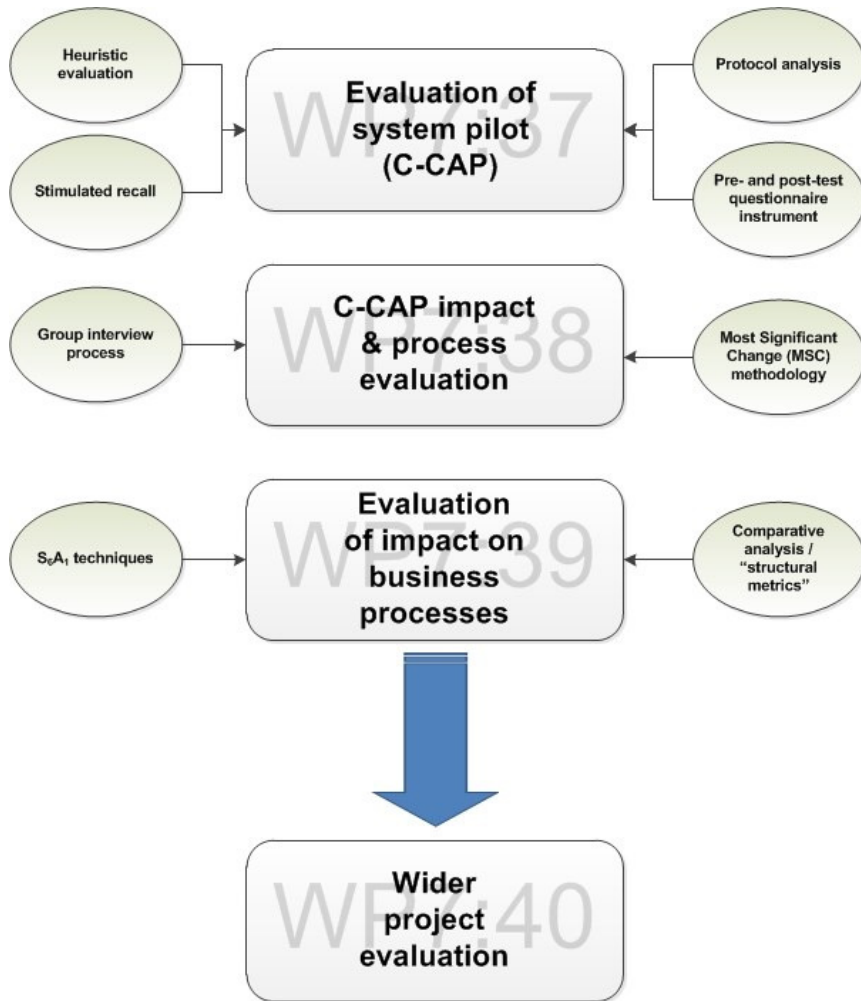 Heuristic
evaluation
Stimulated recall
WP7:37
Evaluation of
system pilot
(C-CAP)
Protocol analysis
Pre- and post-test
questionnaire
instrument
Group interview
process
WP7:38
C-CAP impact
& process
evaluation
Most Significant
Change (MSC)
methodology
S₆A₁ techniques
WP7:39
Evaluation
of impact on
business
processes
Comparative
analysis /
“structural
metrics”
WP7:40
Wider
project
evaluation